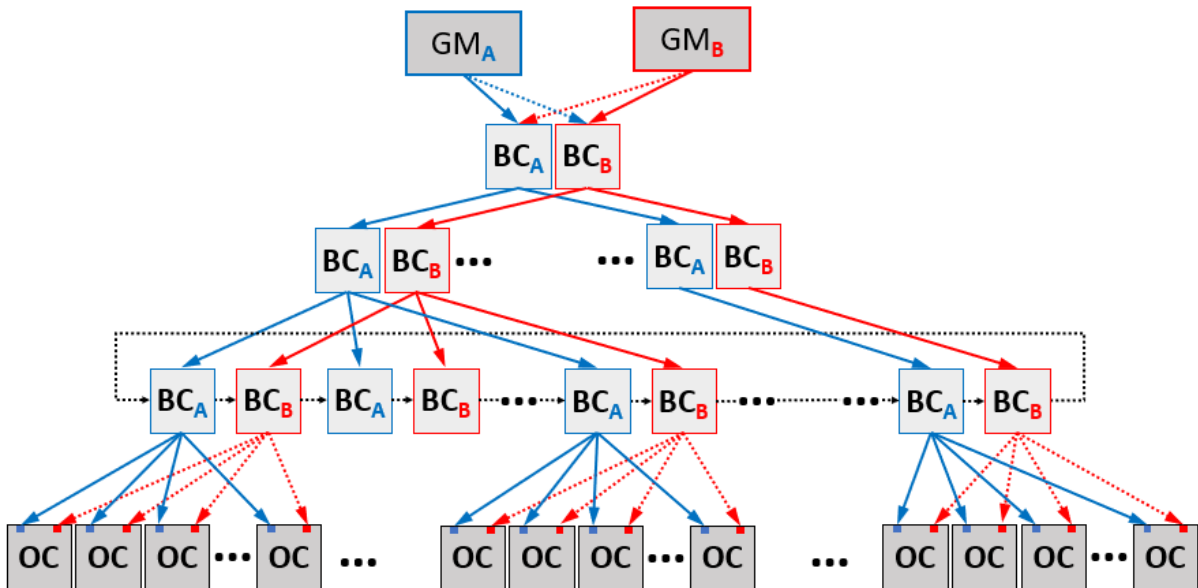 GMA GMB
BCA BCB
BCA BCB ... ... BCA BCB
BCA BCB BCA BCB ... BCA BCB ... ... BCA BCB
OC OC OC ... OC ... OC OC OC ... OC ... OC OC OC ... OC